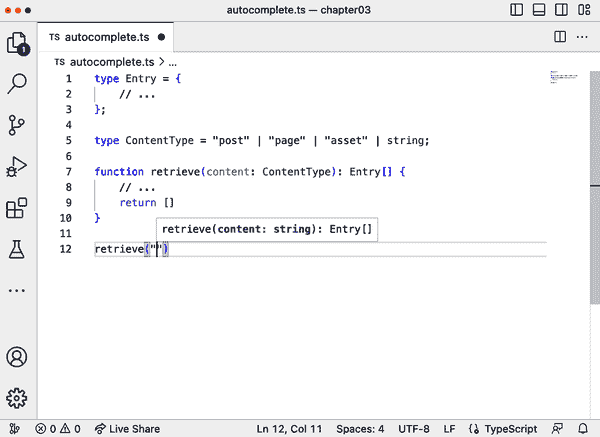 autocomplete.ts — chapter03
TS autocomplete.ts ●
TS autocomplete.ts > ...
1 type Entry = {
2     // ...
3 };
4
5 type ContentType = "post" | "page" | "asset" | string;
6
7 function retrieve(content: ContentType): Entry[] {
8     // ...
9     return []
10 }
11 retrieve(content: string): Entry[]
12 retrieve("")
1
0 0 Live Share Ln 12, Col 11 Spaces: 4 UTF-8 LF {} TypeScript